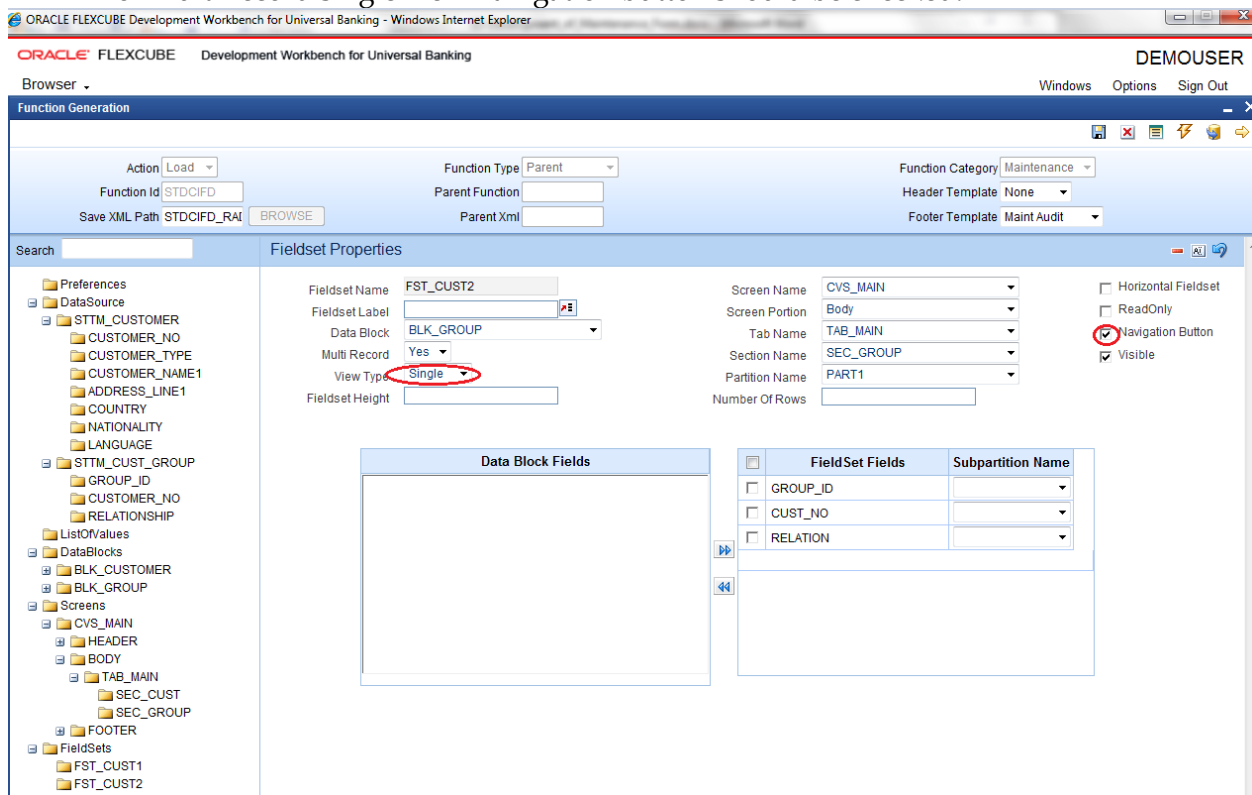 ORACLE FLEXCUBE Development Workbench for Universal Banking - Windows Internet Explorer
ORACLE FLEXCUBE Development Workbench for Universal Banking
DEMOUSER
Browser
Windows Options Sign Out
Function Generation
Action Load
Function Type Parent
Function Category Maintenance
Function Id STDCIFD
Parent Function
Header Template None
Save XML Path STDCIFD_RAD BROWSE
Parent Xml
Footer Template Maint Audit
Search
Fieldset Properties
Preferences
DataSource
STTM_CUSTOMER
CUSTOMER_NO
CUSTOMER_TYPE
CUSTOMER_NAME1
ADDRESS_LINE1
COUNTRY
NATIONALITY
LANGUAGE
STTM_CUST_GROUP
GROUP_ID
CUSTOMER_NO
RELATIONSHIP
ListOfValues
DataBlocks
BLK_CUSTOMER
BLK_GROUP
Screens
CVS_MAIN
HEADER
BODY
TAB_MAIN
SEC_CUST
SEC_GROUP
FOOTER
FieldSets
FST_CUST1
FST_CUST2
Fieldset Name FST_CUST2
Fieldset Label
Data Block BLK_GROUP
Multi Record Yes
View Type Single
Fieldset Height
Screen Name CVS_MAIN
Screen Portion Body
Tab Name TAB_MAIN
Section Name SEC_GROUP
Partition Name PART1
Number Of Rows
Horizontal Fieldset
ReadOnly
Navigation Button
Visible
Data Block Fields
FieldSet Fields Subpartition Name
GROUP_ID
CUST_NO
RELATION